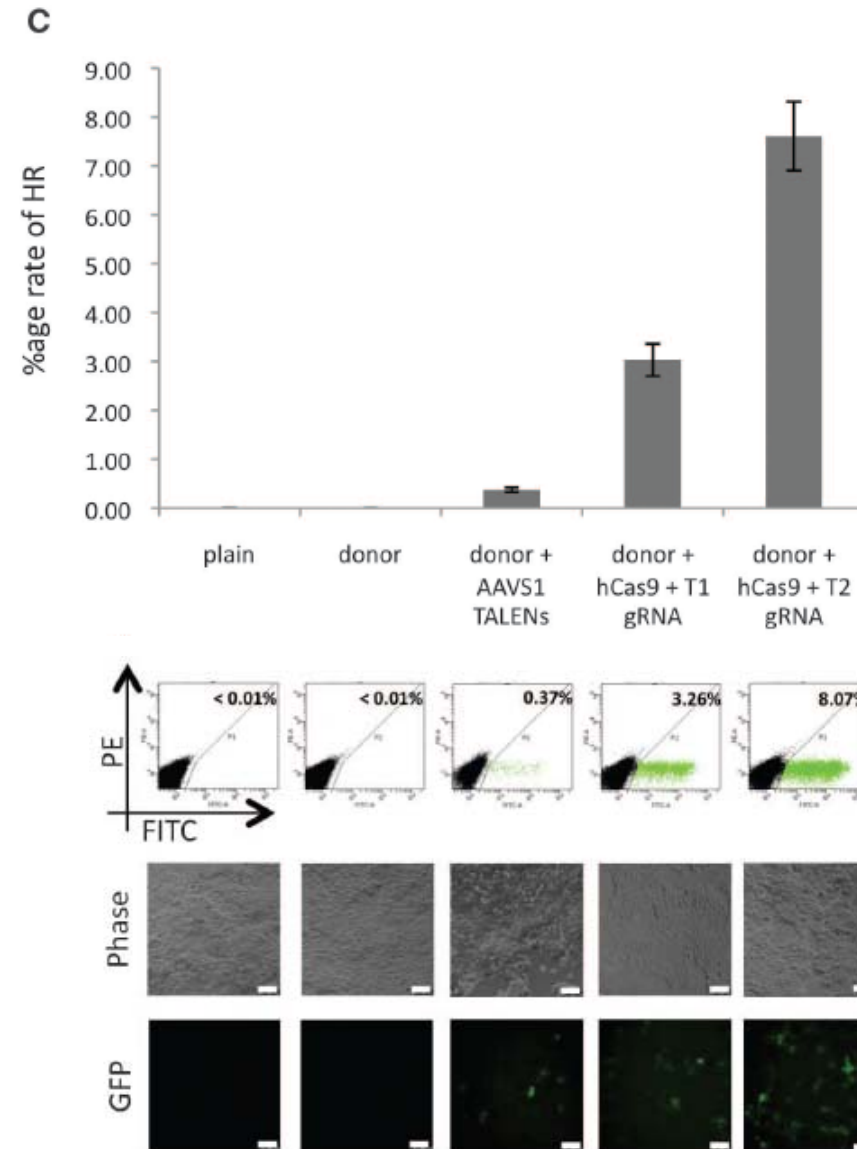 C
%age rate of HR
9.00
8.00
7.00
6.00
5.00
4.00
3.00
2.00
1.00
0.00
plain
donor
donor +
AAVS1
TALENs
donor +
hCas9 + T1
gRNA
donor +
hCas9 + T2
gRNA
PE
< 0.01%
< 0.01%
0.37%
3.26%
8.07%
FITC
Phase
GFP